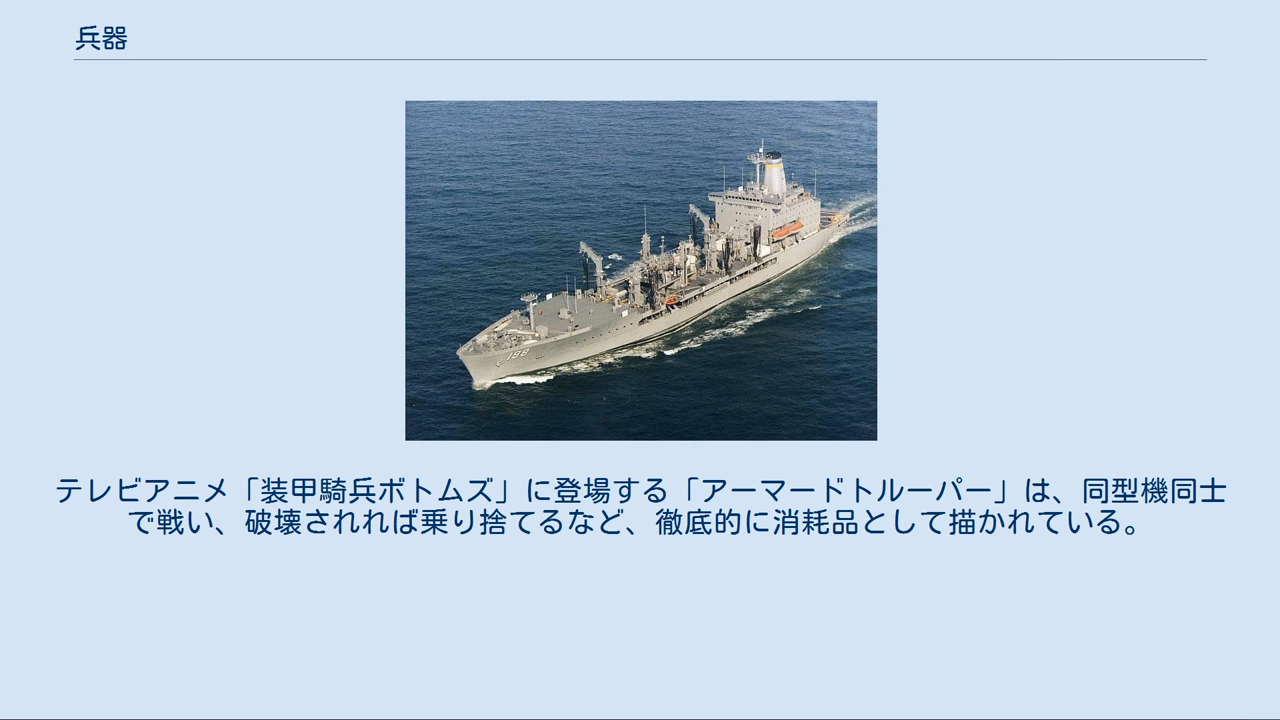 兵器
198
テレビアニメ「装甲騎兵ボトムズ」に登場する「アーマードトルーパー」は、同型機同士
で戦い、破壊されれば乗り捨てるなど、徹底的に消耗品として描かれている。